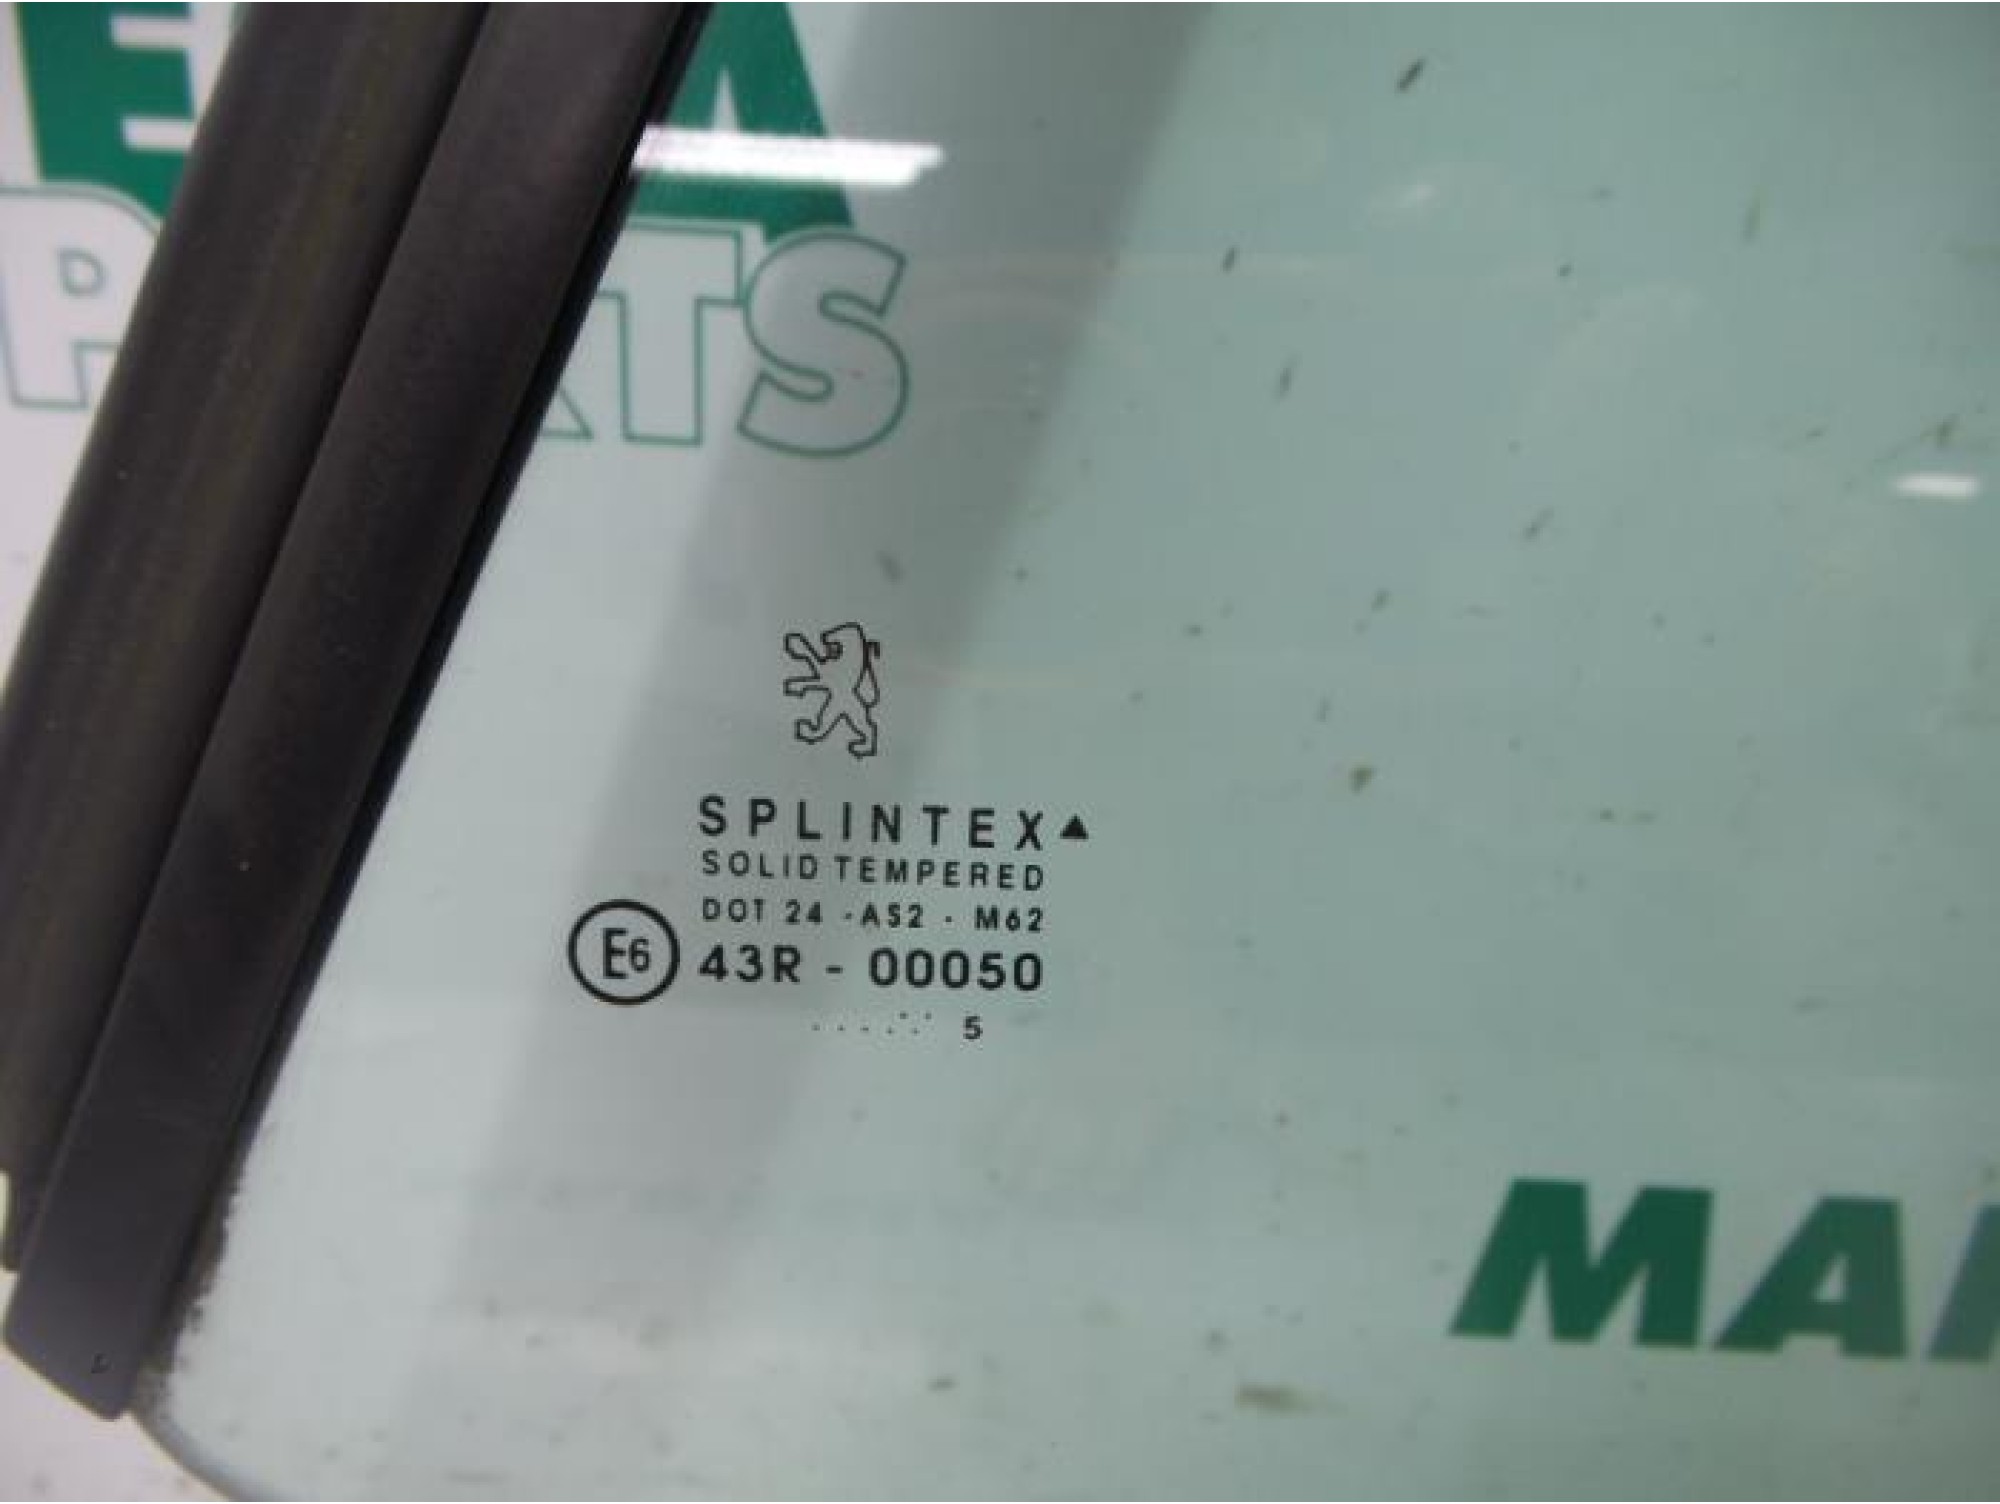 PARTS
SPLINTEX▲
SOLID TEMPERED
DOT 24 -AS2 · M62
E6 43R - 00050
. . . . . . . . 5